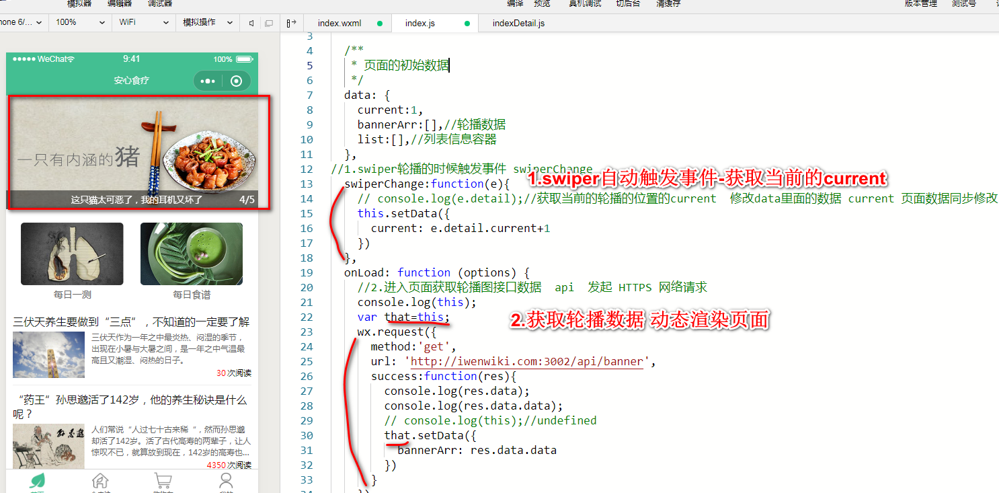 模拟器 编辑器 调试器 编译 预览 真机调试 切后台 清缓存 版本管理 测试号
one 6/... 100% WiFi 模拟操作 index.wxml index.js indexDetail.js
WeChat 9:41 100%
安心食疗
一只有内涵的猪
这只猫太可恶了，我的耳机又坏了 4/5
每日一测 每日食谱
三伏天养生要做到“三点”，不知道的一定要了解
三伏天作为一年之中最炎热、闷湿的季节，
出现在小暑与大暑之间，是一年之中气温最
高且又潮湿、闷热的日子。
30次阅读
“药王”孙思邈活了142岁，他的养生秘诀是什么
呢？
人们常说“人过七十古来稀“，然而孙思邈
却活了142岁。活了古代高寿的两辈子，让人
惊叹不已，就算放到现在，142岁的高寿也...
4350次阅读
3
4 /**
5 * 页面的初始数据
6 */
7 data: {
8 current:1,
9 bannerArr:[],//轮播数据
10 list:[],//列表信息容器
11 },
12 //1.swiper轮播的时候触发事件 swiperChange
1.swiper自动触发事件-获取当前的current
13 swiperChange:function(e){
14 // console.log(e.detail);//获取当前的轮播的位置的current 修改data里面的数据 current 页面数据同步修改
15 this.setData({
16 current: e.detail.current+1
17 })
18 },
19 onLoad: function (options) {
20 //2.进入页面获取轮播图接口数据 api 发起 HTTPS 网络请求
21 console.log(this);
22 var that=this;
2.获取轮播数据 动态渲染页面
23 wx.request({
24 method:'get',
25 url: 'http://iwenwiki.com:3002/api/banner',
26 success:function(res){
27 console.log(res.data);
28 console.log(res.data.data);
29 // console.log(this);//undefined
30 that.setData({
31 bannerArr: res.data.data
32 })
33 }